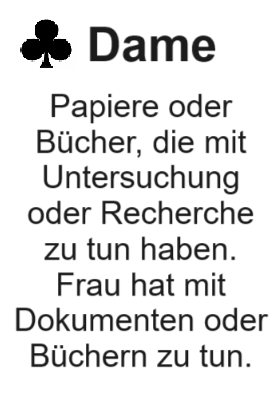 ♣ Dame
Papiere oder
Bücher, die mit
Untersuchung
oder Recherche
zu tun haben.
Frau hat mit
Dokumenten oder
Büchern zu tun.